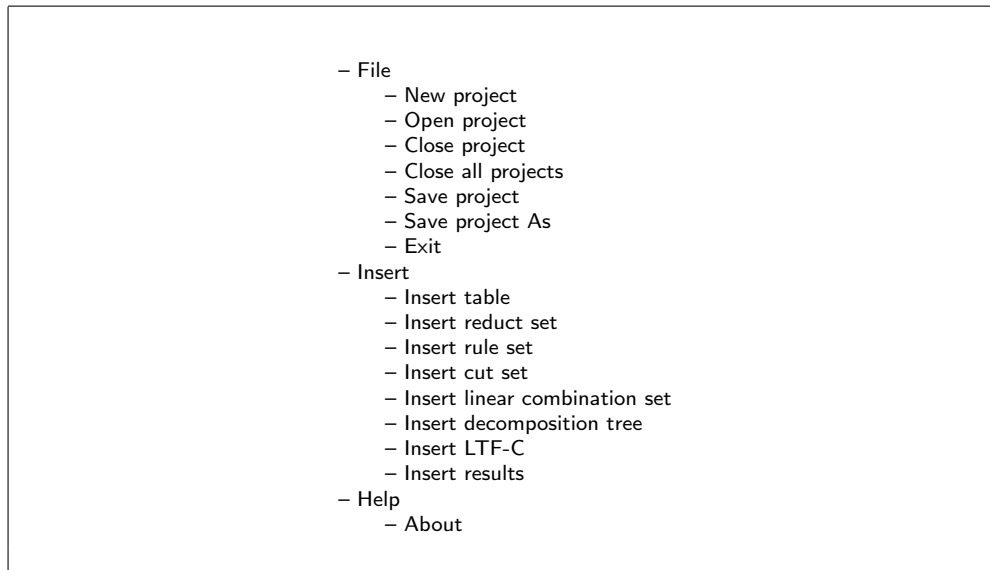 – File
– New project
– Open project
– Close project
– Close all projects
– Save project
– Save project As
– Exit
– Insert
– Insert table
– Insert reduct set
– Insert rule set
– Insert cut set
– Insert linear combination set
– Insert decomposition tree
– Insert LTF-C
– Insert results
– Help
– About